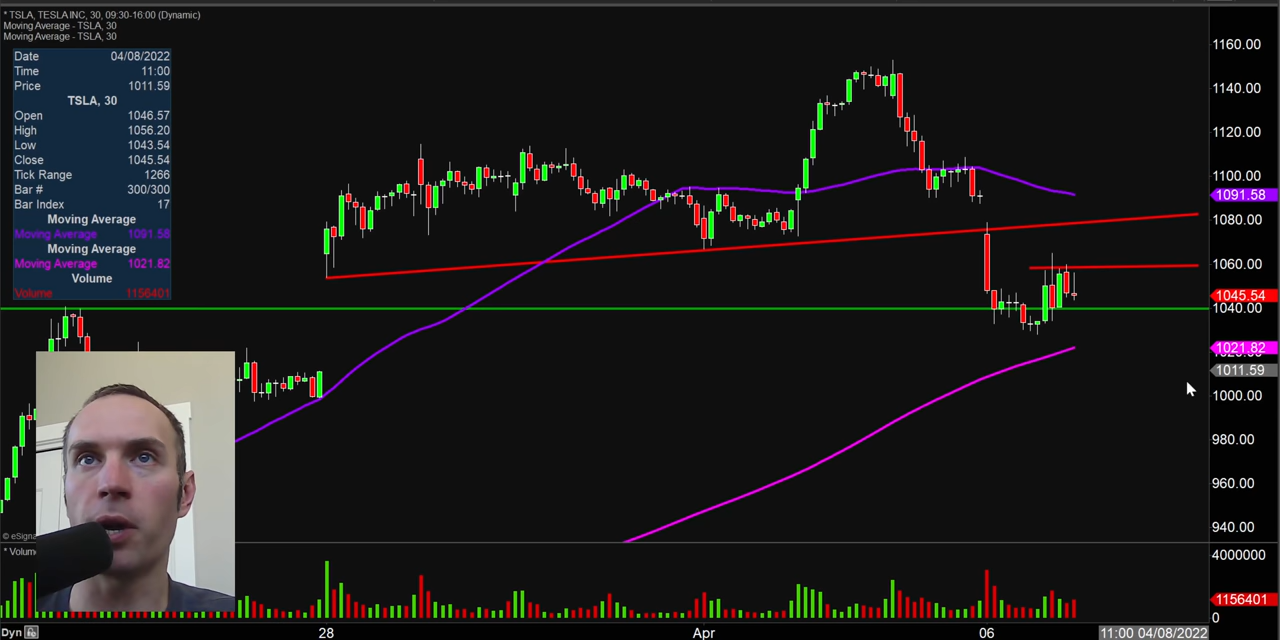 * TSLA, TESLA INC, 30, 09:30-16:00 (Dynamic)
Moving Average - TSLA, 30
Moving Average - TSLA, 30
Date 04/08/2022
Time 11:00
Price 1011.59
TSLA, 30
Open 1046.57
High 1056.20
Low 1043.54
Close 1045.54
Tick Range 1266
Bar # 300/300
Bar Index 17
Moving Average
Moving Average 1091.58
Moving Average
Moving Average 1021.82
Volume
Volume 1156401
1160.00
1140.00
1120.00
1100.00
1091.58
1080.00
1060.00
1045.54
1040.00
1021.82
1011.59
1000.00
980.00
960.00
940.00
© eSigna
* Volum
4000000
1156401
0
Dyn 28 Apr 06 11:00 04/08/2022